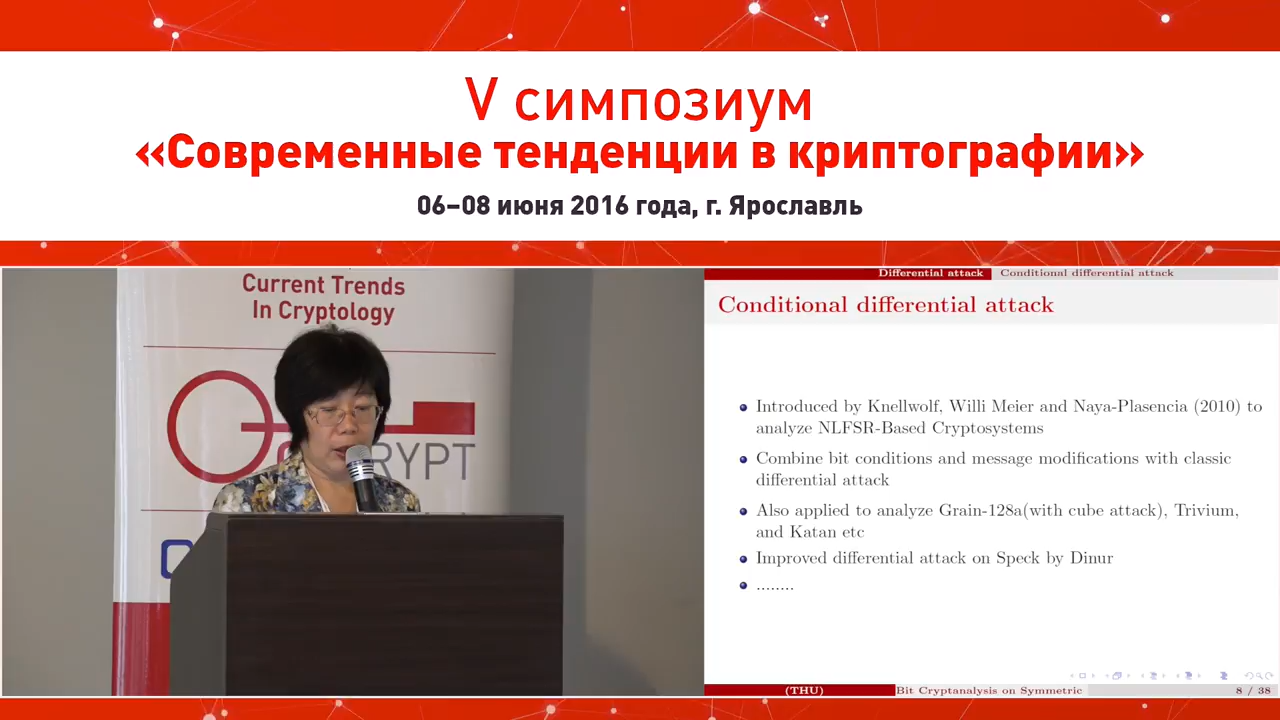 V симпозиум
«Современные тенденции в криптографии»
06–08 июня 2016 года, г. Ярославль
Current Trends
In Cryptology
RYPT
Differential attack
Conditional differential attack
Conditional differential attack
Introduced by Knellwolf, Willi Meier and Naya-Plasencia (2010) to
analyze NLFSR-Based Cryptosystems
Combine bit conditions and message modifications with classic
differential attack
Also applied to analyze Grain-128a(with cube attack), Trivium,
and Katan etc
Improved differential attack on Speck by Dinur
........
(THU)
Bit Cryptanalysis on Symmetric
8 / 38